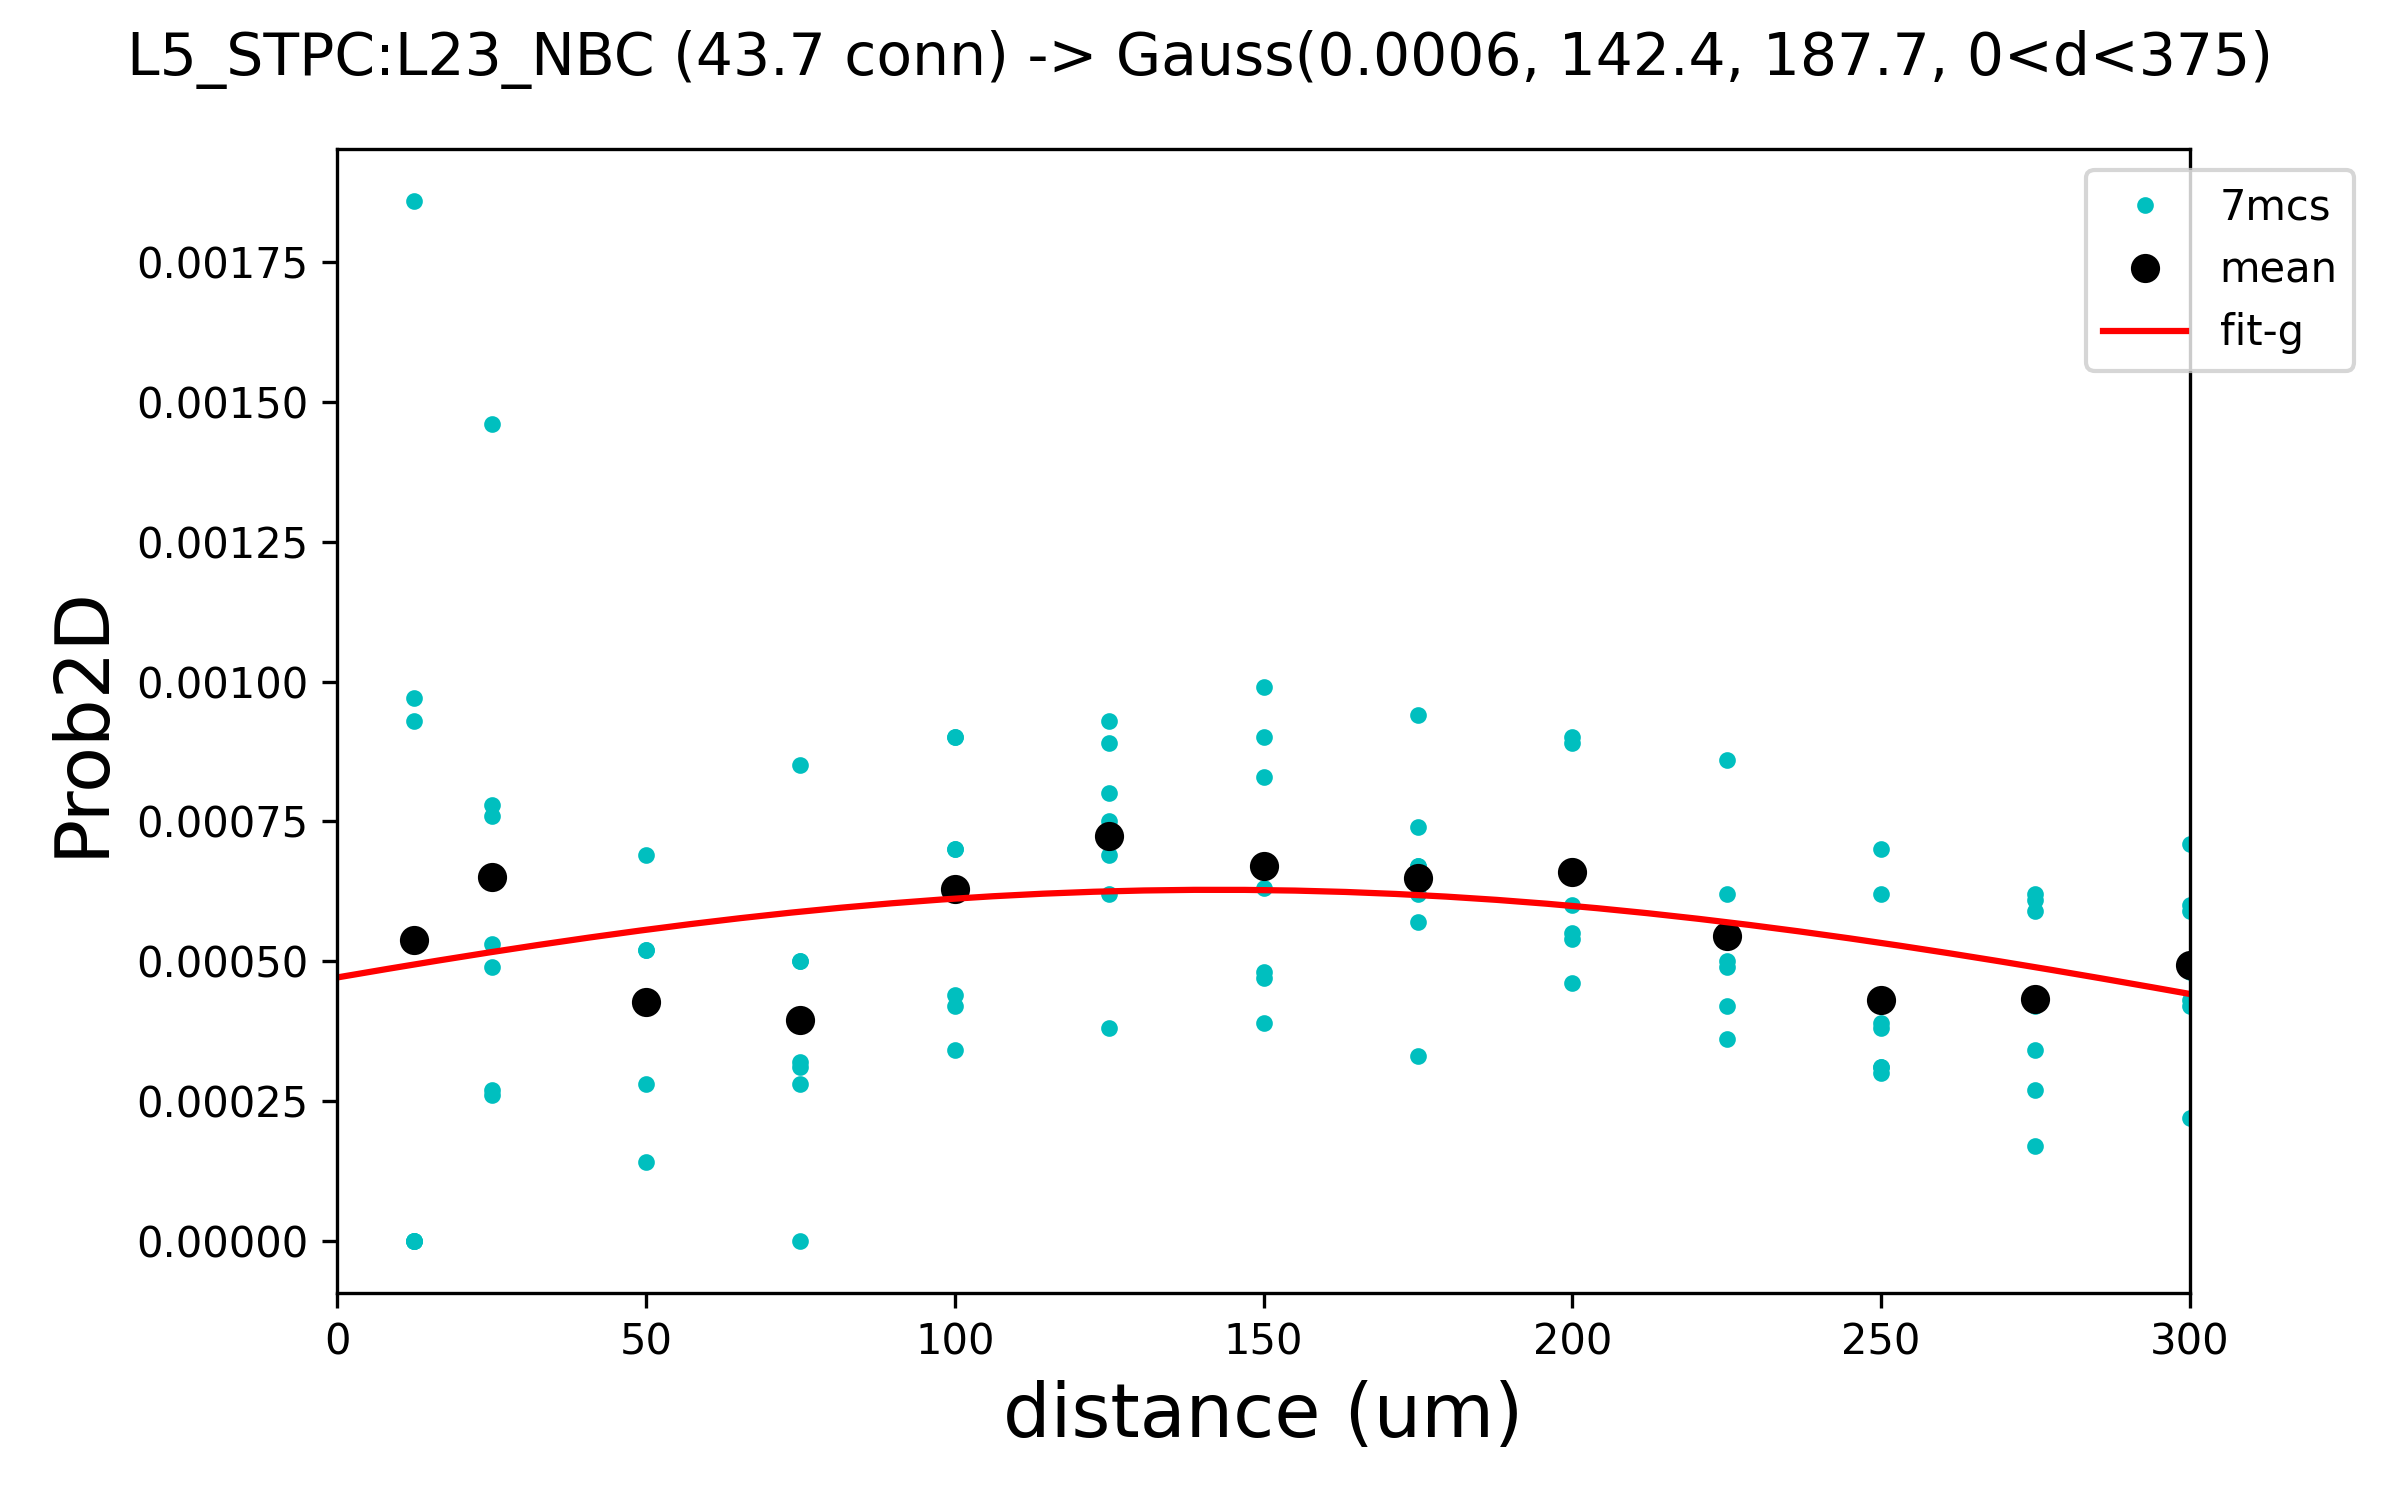 L5_STPC:L23_NBC (43.7 conn) -> Gauss(0.0006, 142.4, 187.7, 0<d<375)
7mcs
mean
fit-g
Prob2D
0.00175
0.00150
0.00125
0.00100
0.00075
0.00050
0.00025
0.00000
0 50 100 150 200 250 300
distance (um)